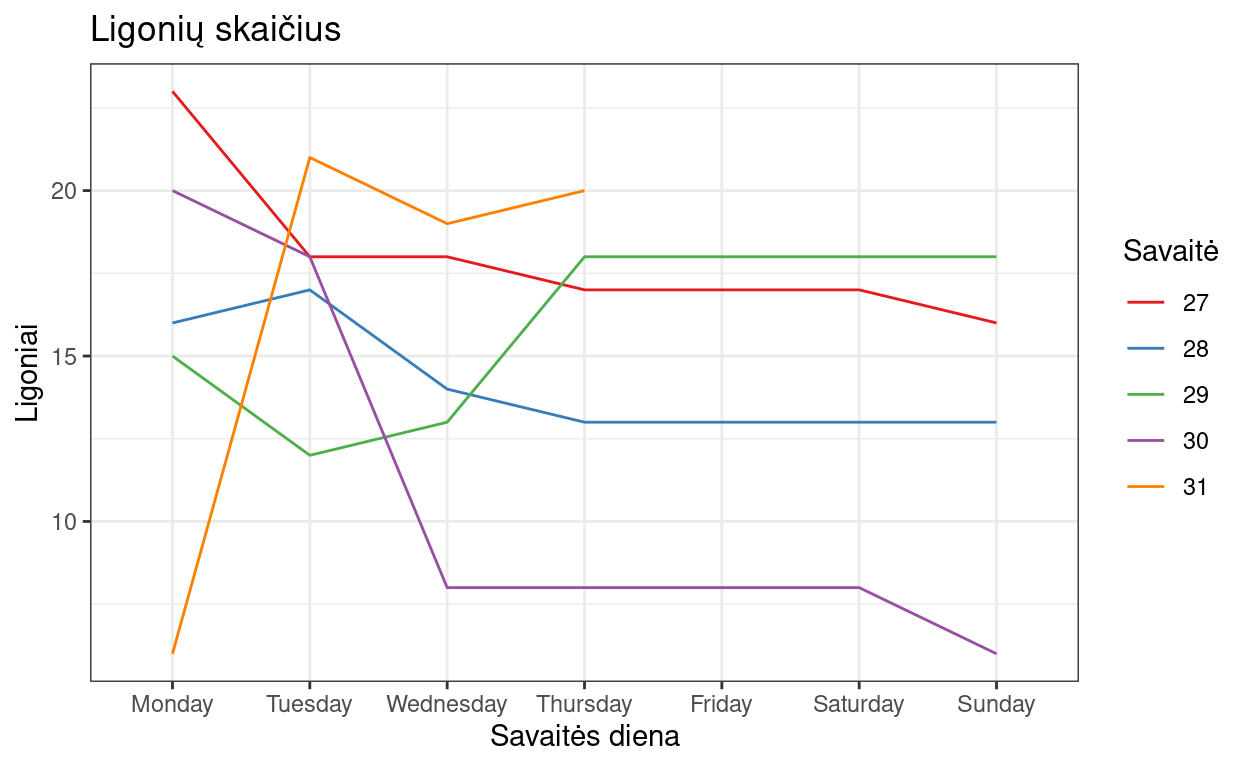 Ligonių skaičius
Ligoniai
20
15
10
Monday Tuesday Wednesday Thursday Friday Saturday Sunday
Savaitės diena
Savaitė
27
28
29
30
31